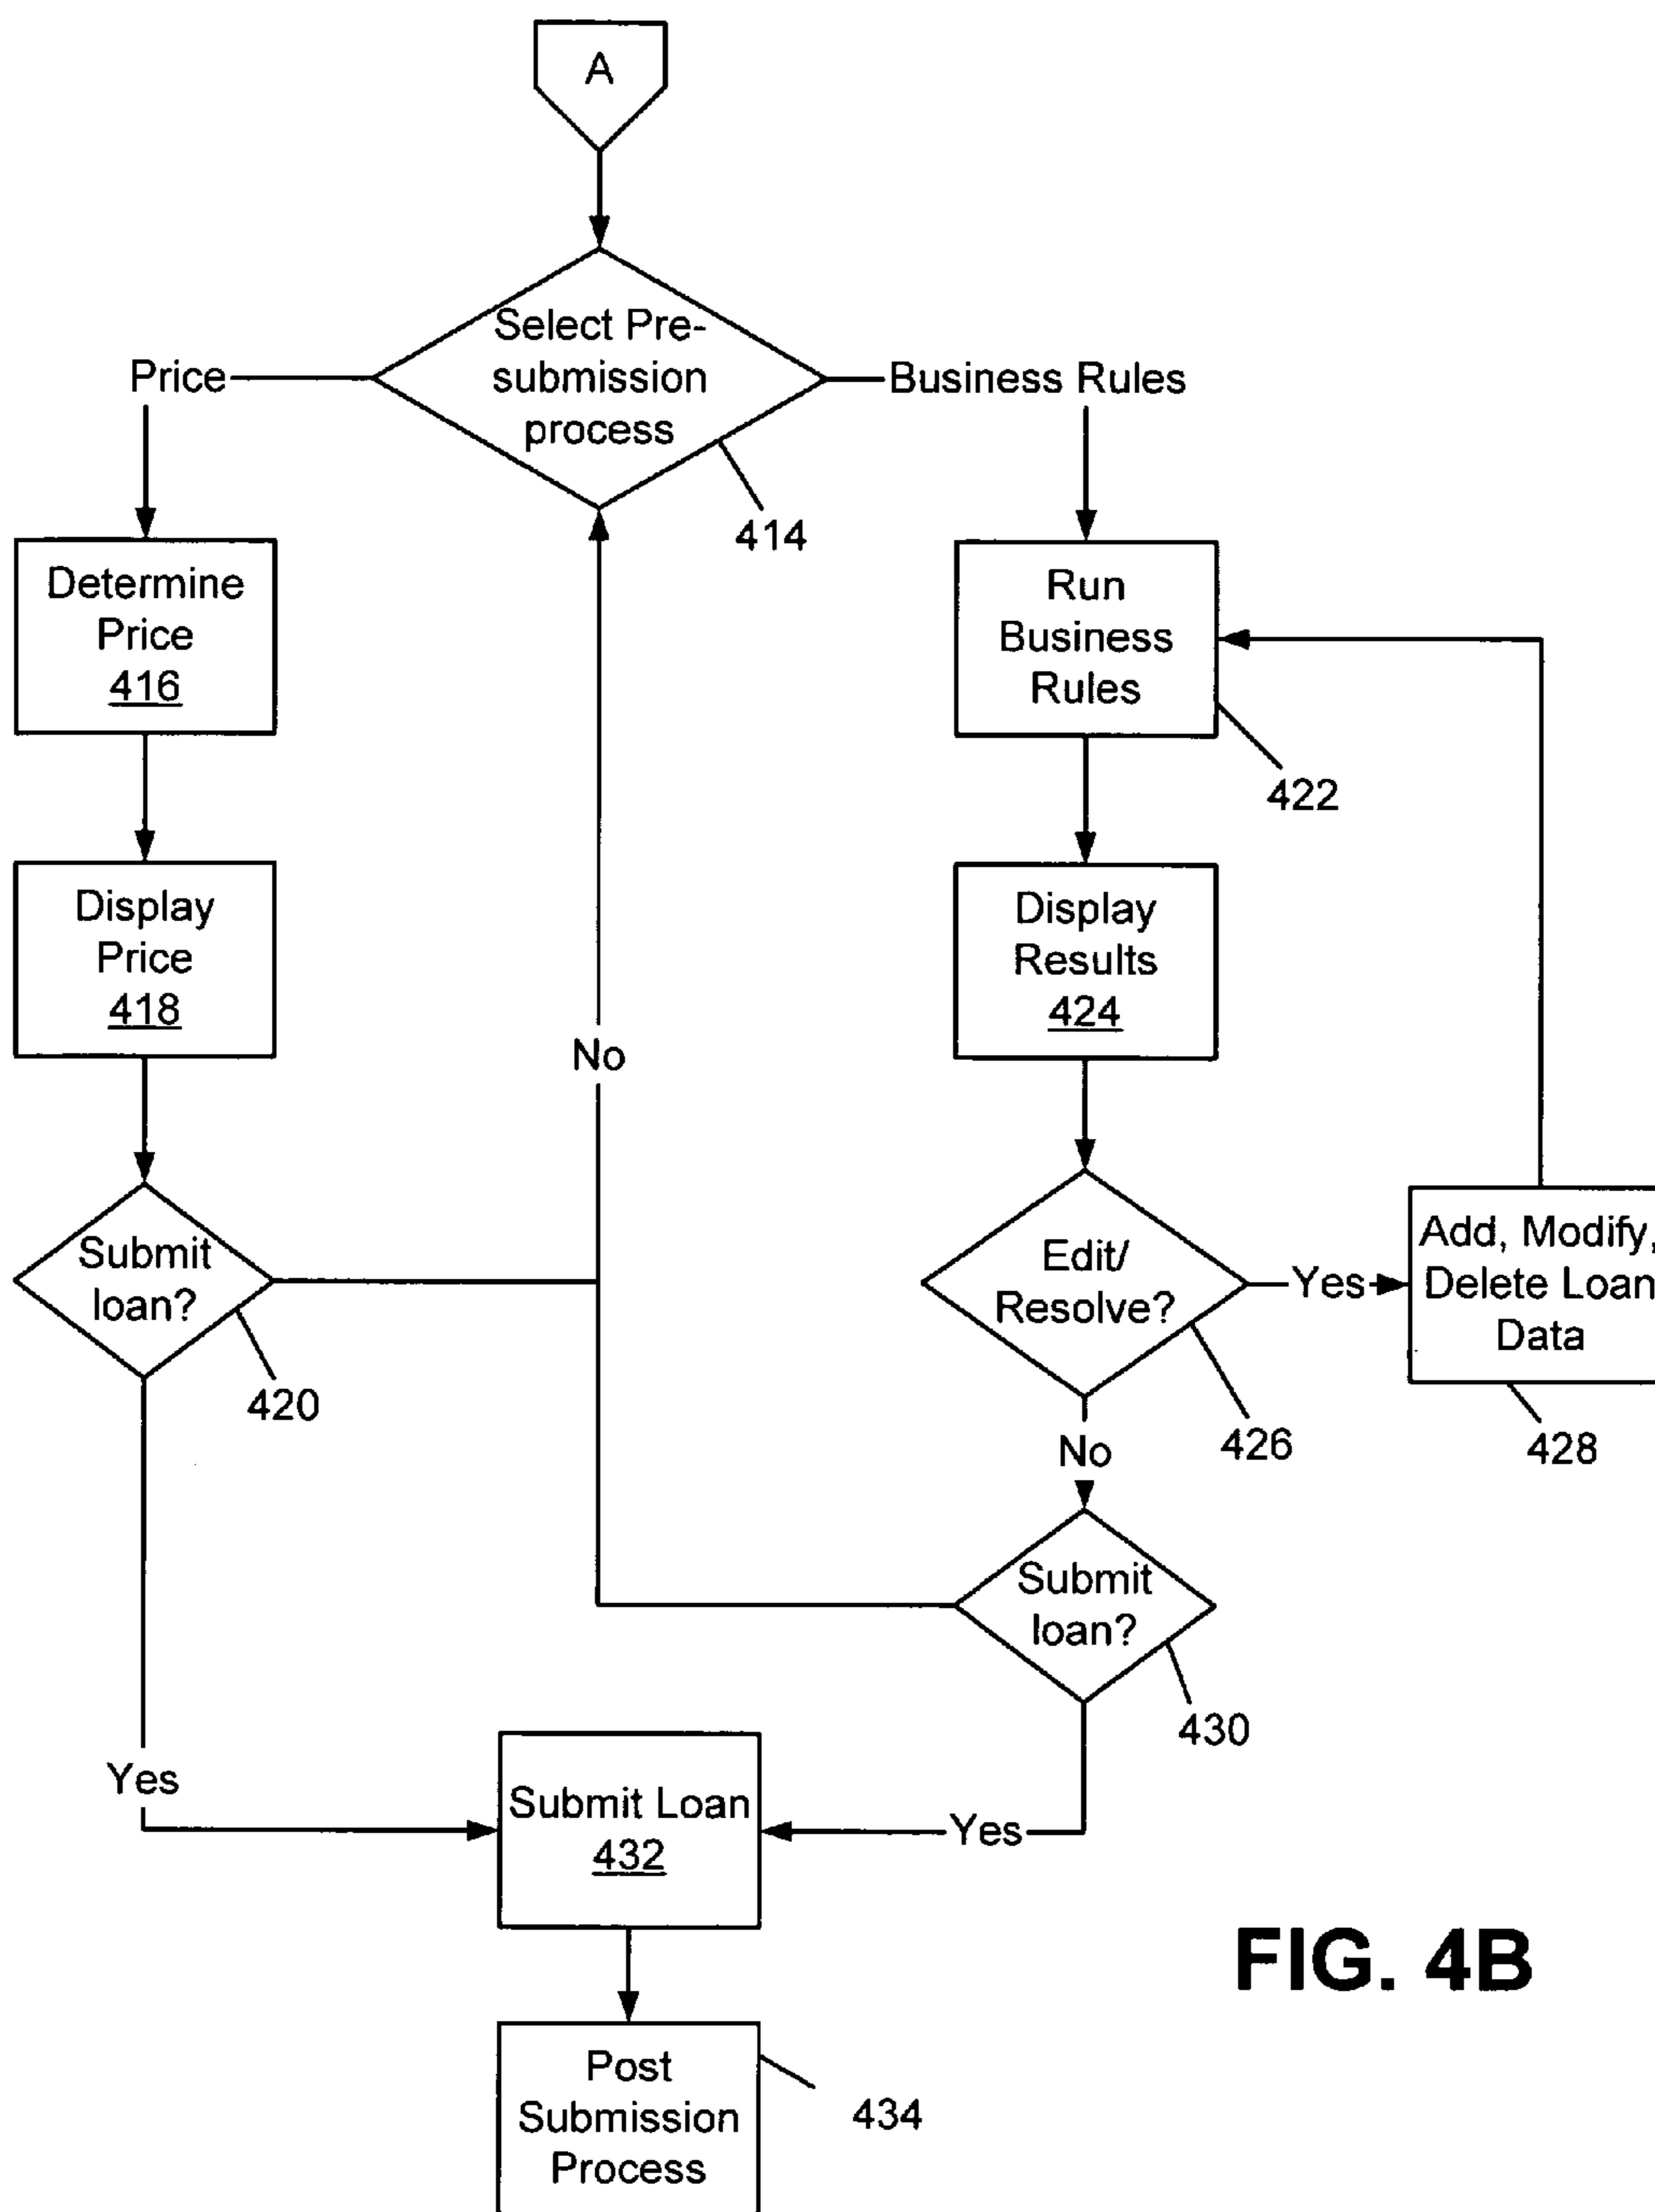 A
Select Pre-
submission
process
Price
Business Rules
414
Determine
Price
416
Run
Business
Rules
422
Display
Price
418
Display
Results
424
No
Submit
loan?
420
Edit/
Resolve?
426
Yes
Add, Modify,
Delete Loan
Data
428
No
Submit
loan?
430
Yes
Submit Loan
432
Yes
Post
Submission
Process
434
FIG. 4B